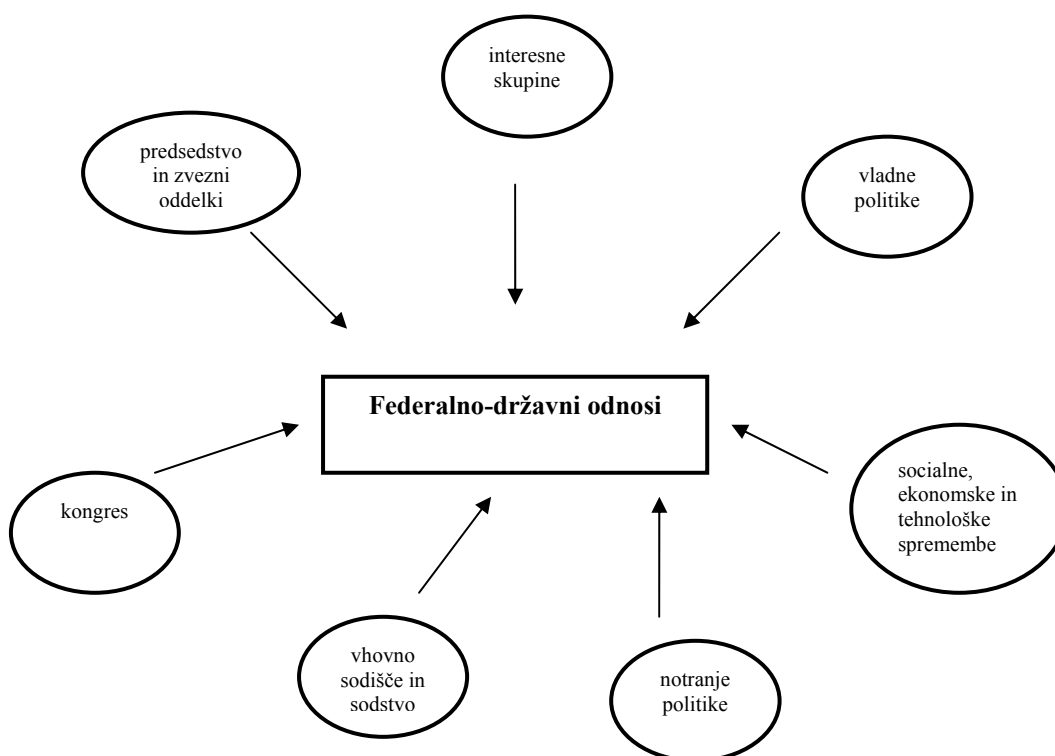 interesne
skupine
predsedstvo
in zvezni
oddelki
vladne
politike
Federalno-državni odnosi
kongres
socialne,
ekonomske in
tehnološke
spremembe
vhovno
sodišče in
sodstvo
notranje
politike